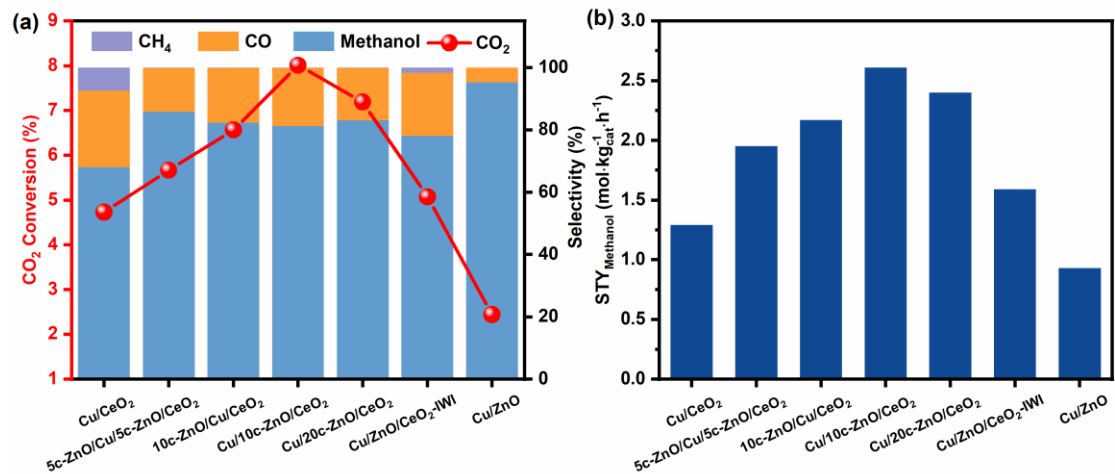 (a)
CH₄ CO Methanol CO₂
CO₂ Conversion (%)
9
8
7
6
5
4
3
2
1
100
80
60
40
20
0
Selectivity (%)
Cu/CeO₂
5c-ZnO/Cu/5c-ZnO/CeO₂
10c-ZnO/Cu/CeO₂
Cu/10c-ZnO/CeO₂
Cu/20c-ZnO/CeO₂
Cu/ZnO/CeO₂-IWI
Cu/ZnO
(b)
STY_Methanol (mol·kg⁻¹_cat·h⁻¹)
3.0
2.5
2.0
1.5
1.0
0.5
0.0
Cu/CeO₂
5c-ZnO/Cu/5c-ZnO/CeO₂
10c-ZnO/Cu/CeO₂
Cu/10c-ZnO/CeO₂
Cu/20c-ZnO/CeO₂
Cu/ZnO/CeO₂-IWI
Cu/ZnO